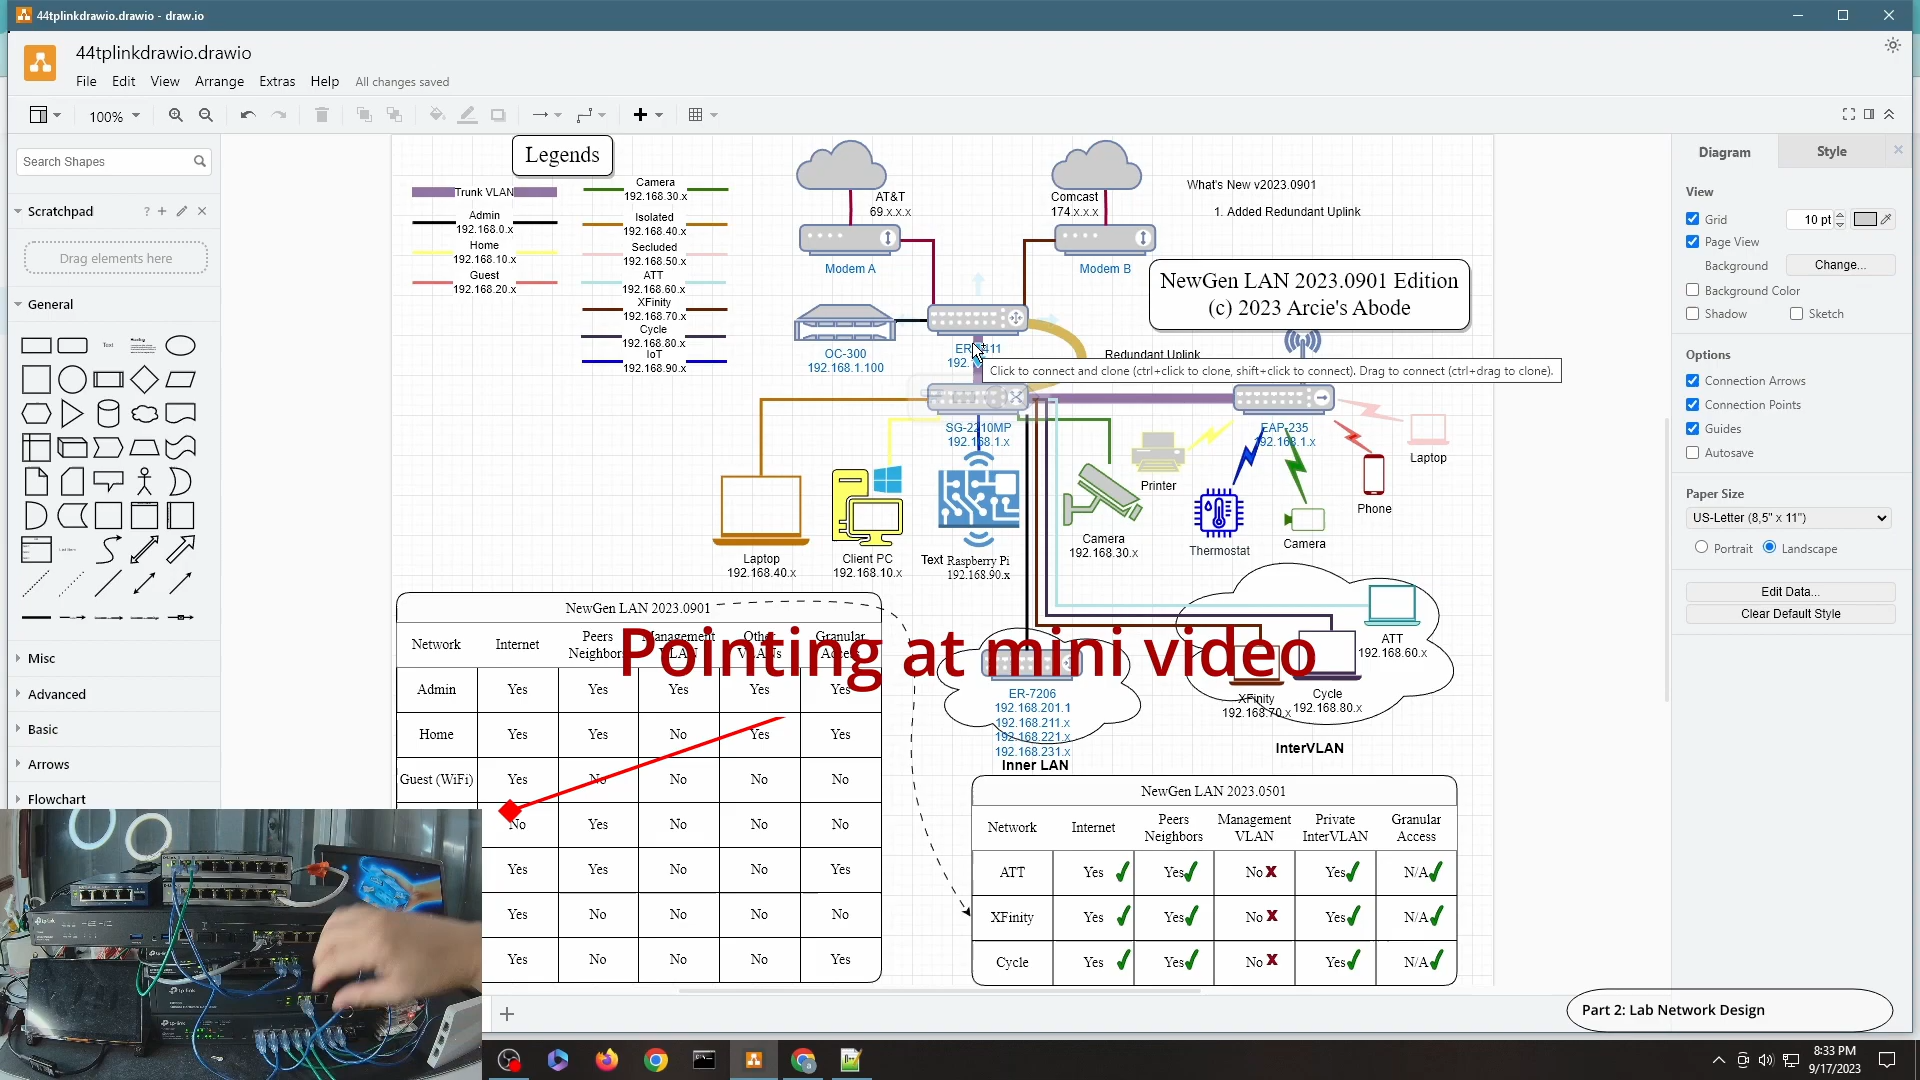 44tplinkdrawio.drawio - draw.io
44tplinkdrawio.drawio
File Edit View Arrange Extras Help All changes saved
100%
Search Shapes
Scratchpad
?
Drag elements here
General
Text
Heading
List Item
Misc
Advanced
Basic
Arrows
Flowchart
Legends
Trunk VLAN
Admin
192.168.0.x
Home
192.168.10.x
Guest
192.168.20.x
Camera
192.168.30.x
Isolated
192.168.40.x
Secluded
192.168.50.x
ATT
192.168.60.x
XFinity
192.168.70.x
Cycle
192.168.80.x
IoT
192.168.90.x
AT&T
69.x.x.x
Modem A
Comcast
174.x.x.x
Modem B
What's New v2023.0901
1. Added Redundant Uplink
NewGen LAN 2023.0901 Edition
(c) 2023 Arcie's Abode
OC-300
192.168.1.100
Redundant Uplink
Click to connect and clone (ctrl+click to clone, shift+click to connect). Drag to connect (ctrl+drag to clone).
SG-2210MP
192.168.1.x
EAP-235
192.168.1.x
Laptop
Phone
Camera
Thermostat
Printer
Camera
192.168.30.x
Text
Raspberry Pi
192.168.90.x
Client PC
192.168.10.x
Laptop
192.168.40.x
Pointing at mini video
ER-7206
192.168.201.1
192.168.211.x
192.168.221.x
192.168.231.x
Inner LAN
ATT
192.168.60.x
XFinity
192.168.70.x
Cycle
192.168.80.x
InterVLAN
NewGen LAN 2023.0901
Network Internet Peers Neighbors Management VLAN Other VLANs Granular Access
Admin Yes Yes Yes Yes Yes
Home Yes Yes No Yes Yes
Guest (WiFi) Yes No No No No
No Yes No No No
Yes Yes No No Yes
Yes No No No No
Yes No No No Yes
NewGen LAN 2023.0501
Network Internet Peers Neighbors Management VLAN Private InterVLAN Granular Access
ATT Yes Yes No Yes N/A
XFinity Yes Yes No Yes N/A
Cycle Yes Yes No Yes N/A
Diagram Style
View
Grid 10 pt
Page View
Background Change...
Background Color
Shadow Sketch
Options
Connection Arrows
Connection Points
Guides
Autosave
Paper Size
US-Letter (8,5" x 11")
Portrait Landscape
Edit Data...
Clear Default Style
Part 2: Lab Network Design
8:33 PM
9/17/2023